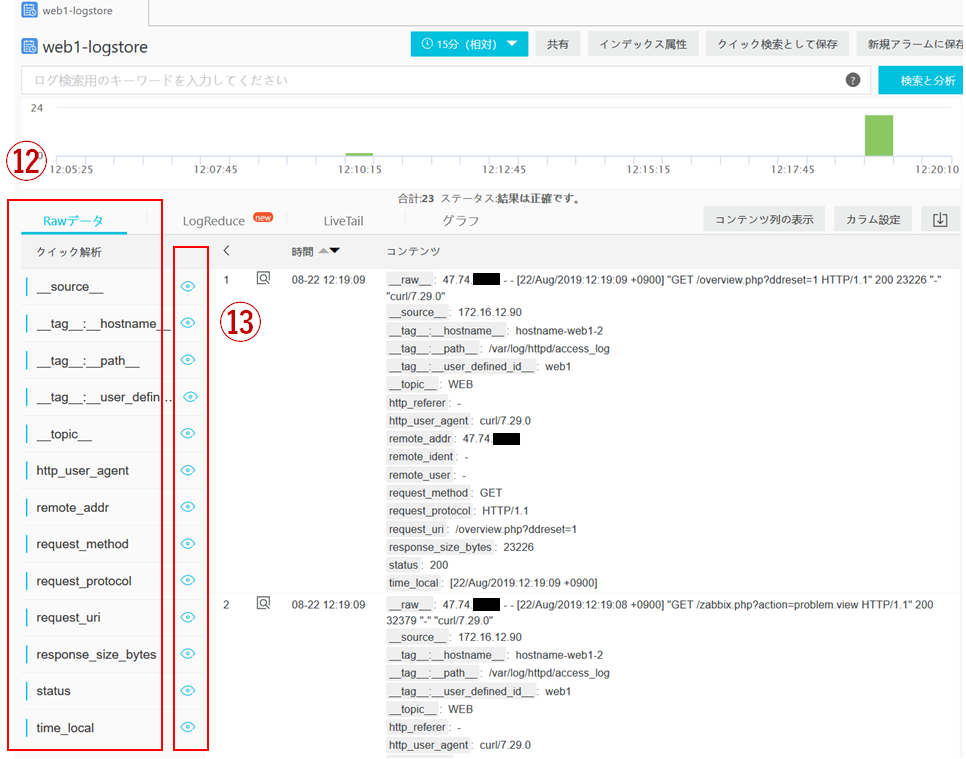 web1-logstore
web1-logstore
15分（相対） 共有 インデックス属性 クイック検索として保存 新規アラームに保存
ログ検索用のキーワードを入力してください ? 検索と分析
24
0
12:05:25 12:07:45 12:10:15 12:12:45 12:15:15 12:17:45 12:20:10
⑫
合計:23 ステータス:結果は正確です。
Rawデータ LogReduce new LiveTail グラフ コンテンツ列の表示 カラム設定
クイック解析
__source__
__tag__:__hostname__
__tag__:__path__
__tag__:__user_defin...
__topic__
http_user_agent
remote_addr
request_method
request_protocol
request_uri
response_size_bytes
status
time_local
⑬
時間 コンテンツ
1 08-22 12:19:09 __raw__ : 47.74. - - [22/Aug/2019:12:19:09 +0900] "GET /overview.php?ddreset=1 HTTP/1.1" 200 23226 "-"
"curl/7.29.0"
__source__ : 172.16.12.90
__tag__:__hostname__ : hostname-web1-2
__tag__:__path__ : /var/log/httpd/access_log
__tag__:__user_defined_id__ : web1
__topic__ : WEB
http_referer : -
http_user_agent : curl/7.29.0
remote_addr : 47.74.
remote_ident : -
remote_user : -
request_method : GET
request_protocol : HTTP/1.1
request_uri : /overview.php?ddreset=1
response_size_bytes : 23226
status : 200
time_local : [22/Aug/2019:12:19:09 +0900]
2 08-22 12:19:09 __raw__ : 47.74. - - [22/Aug/2019:12:19:08 +0900] "GET /zabbix.php?action=problem.view HTTP/1.1" 200
32379 "-" "curl/7.29.0"
__source__ : 172.16.12.90
__tag__:__hostname__ : hostname-web1-2
__tag__:__path__ : /var/log/httpd/access_log
__tag__:__user_defined_id__ : web1
__topic__ : WEB
http_referer : -
http_user_agent : curl/7.29.0